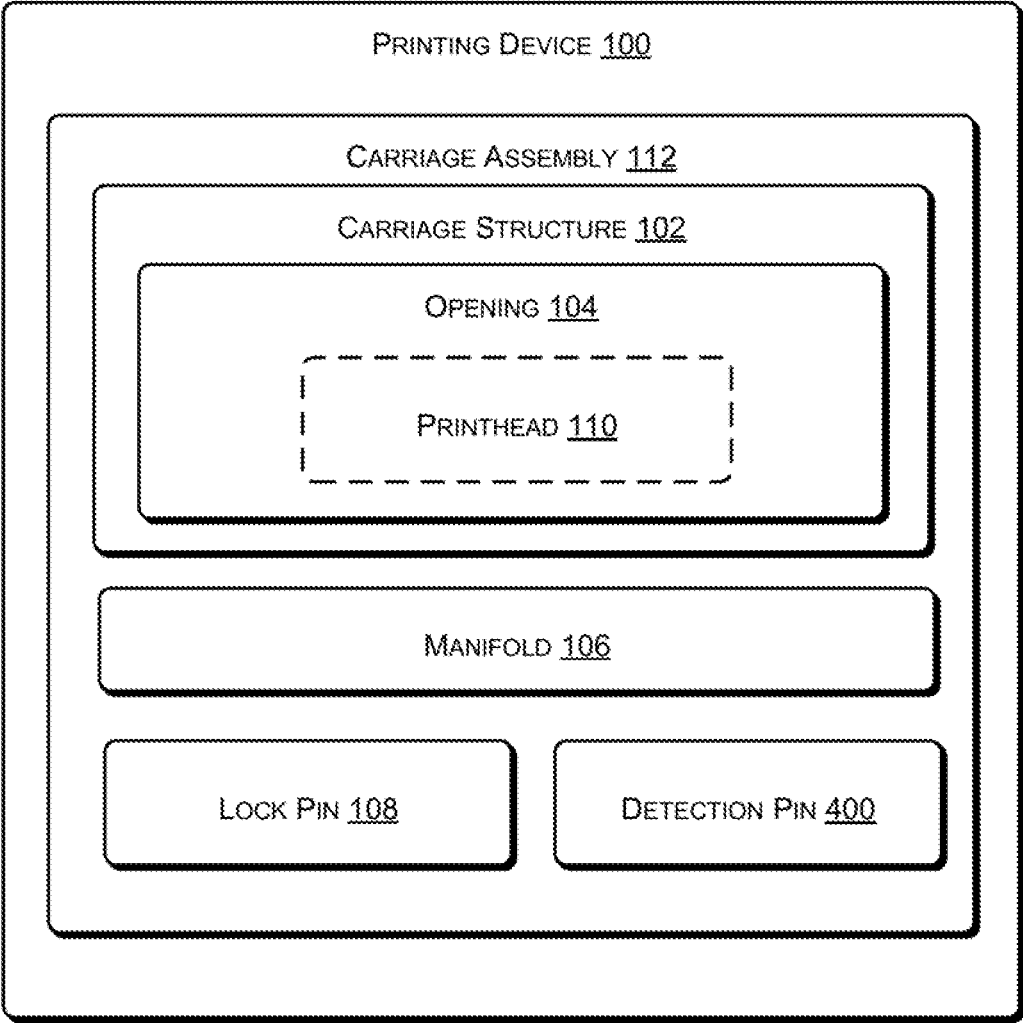 Printing Device 100
Carriage Assembly 112
Carriage Structure 102
Opening 104
Printhead 110
Manifold 106
Lock Pin 108
Detection Pin 400